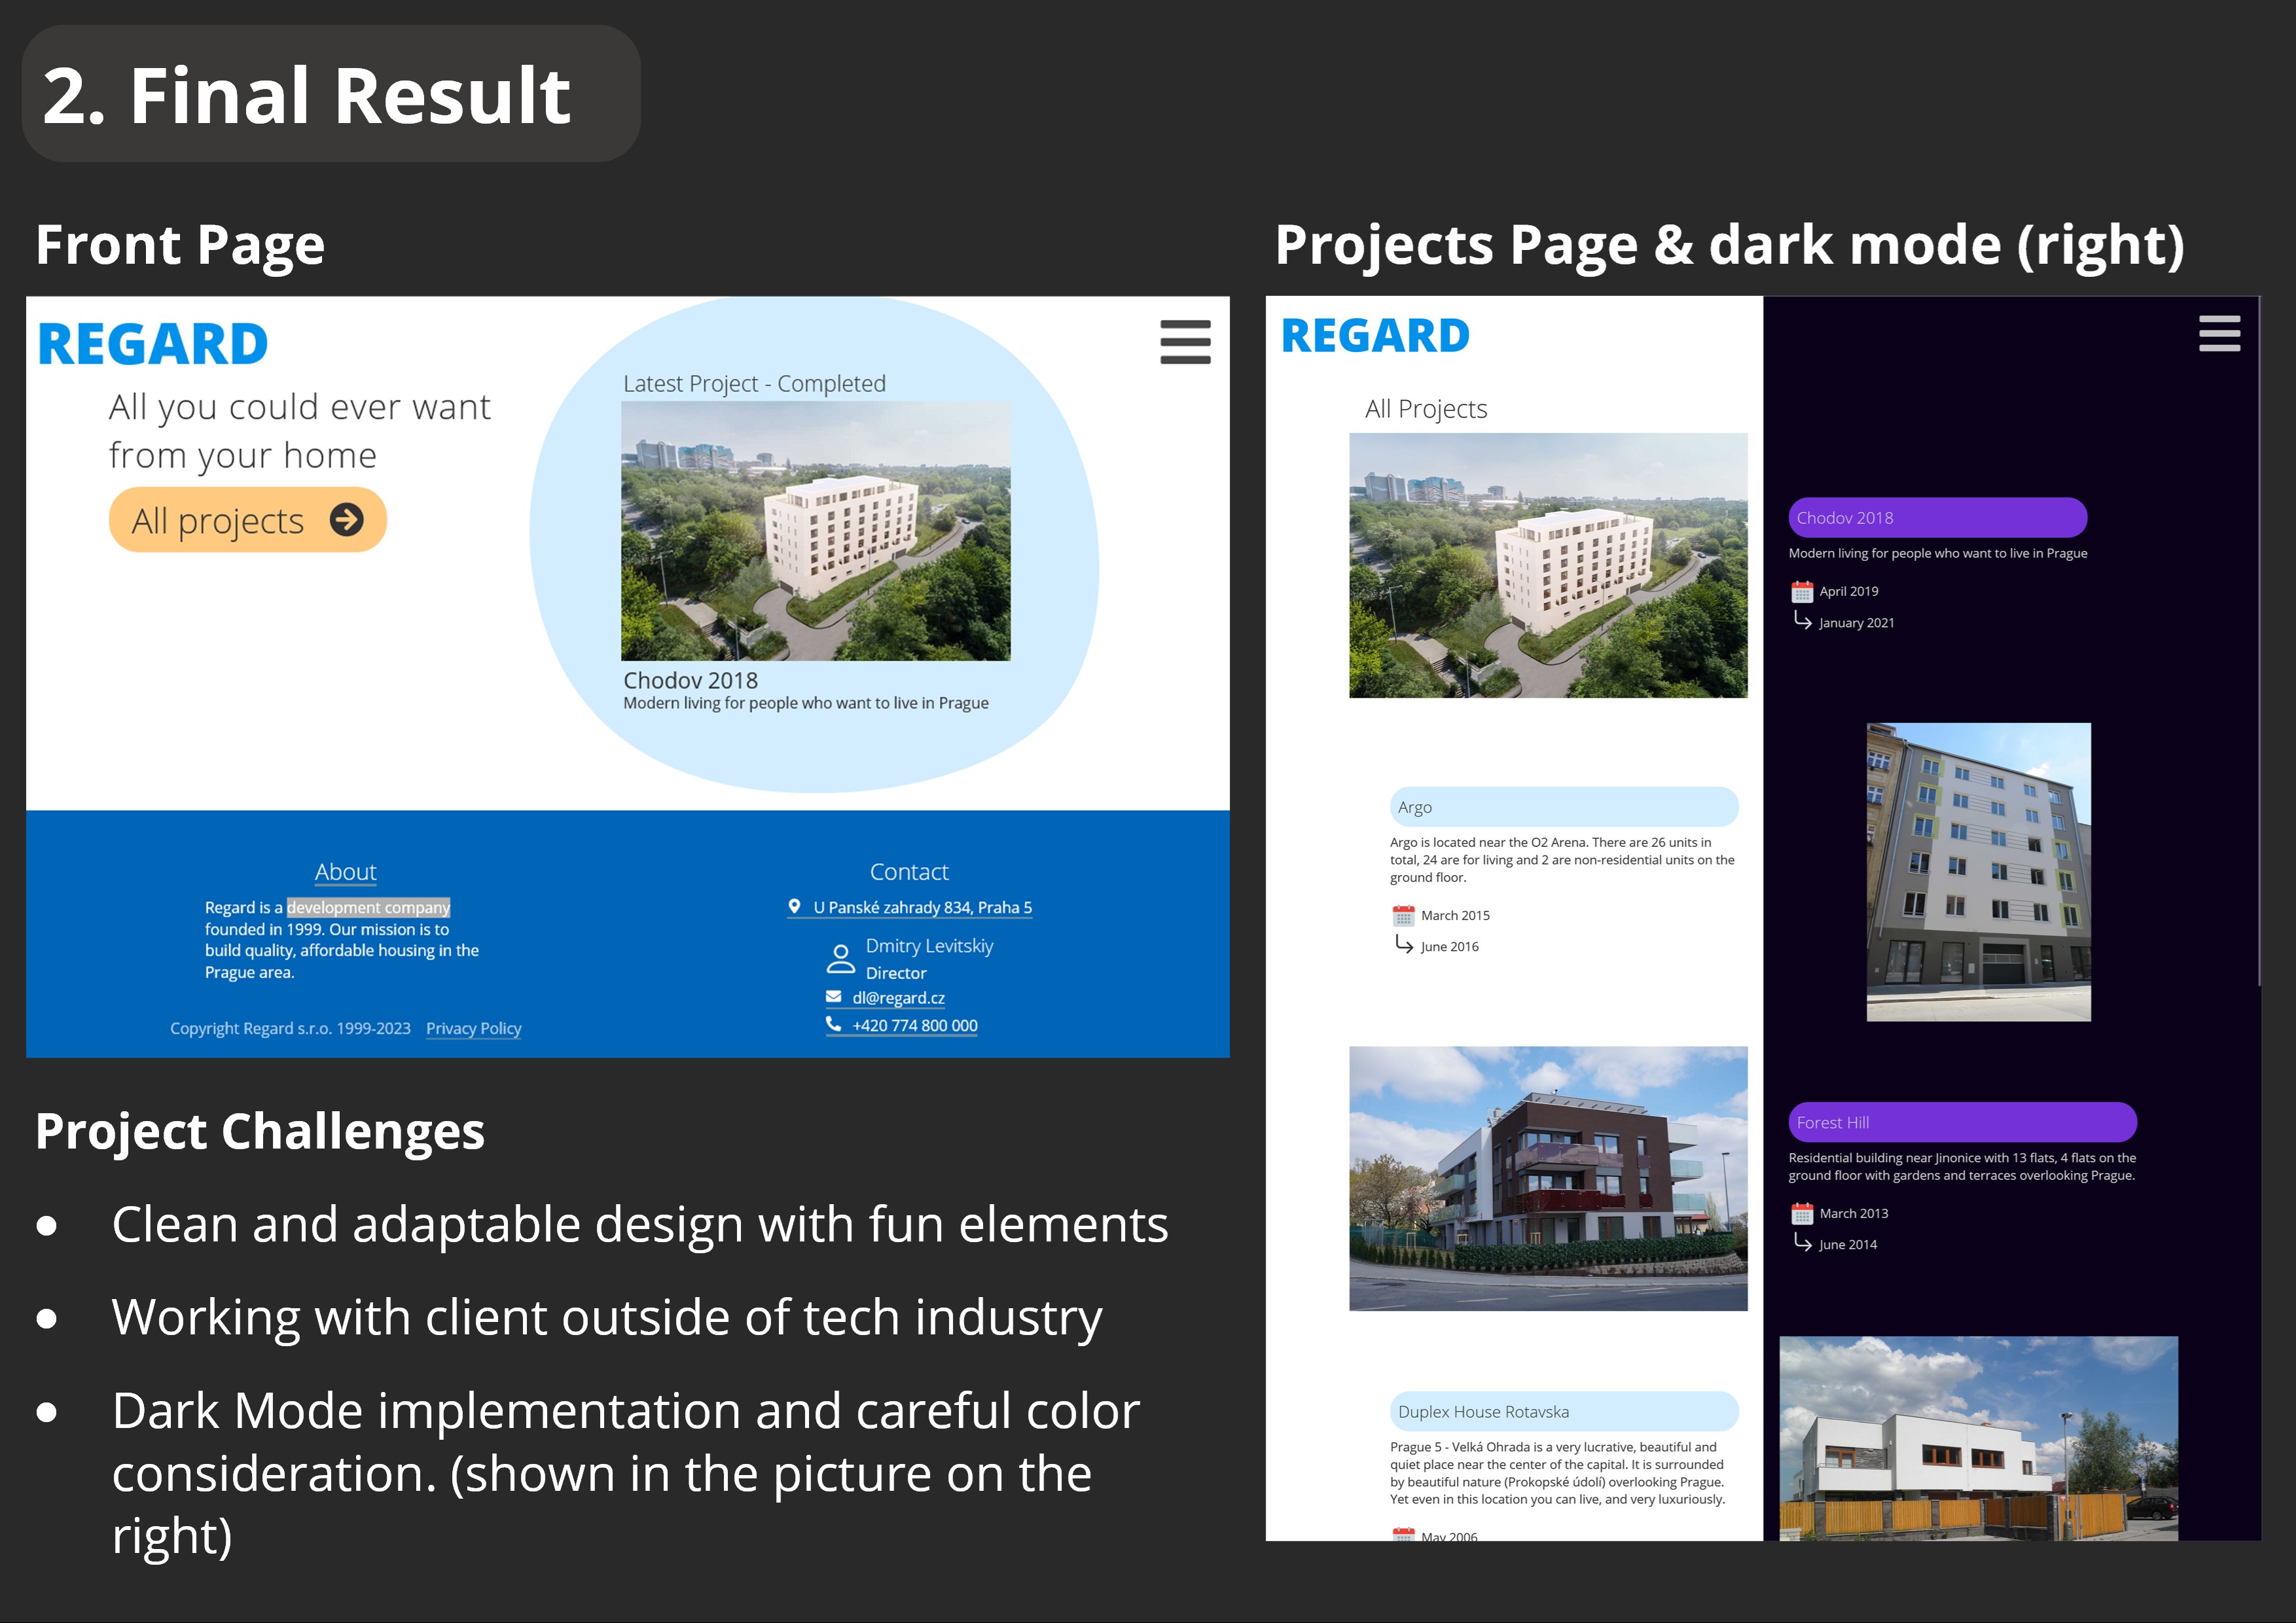 2. Final Result
Front Page
REGARD
All you could ever want
from your home
All projects
Latest Project - Completed
Chodov 2018
Modern living for people who want to live in Prague
About
Regard is a development company
founded in 1999. Our mission is to
build quality, affordable housing in the
Prague area.
Copyright Regard s.r.o. 1999-2023 Privacy Policy
Contact
U Panské zahrady 834, Praha 5
Dmitry Levitskiy
Director
dl@regard.cz
+420 774 800 000
Project Challenges
● Clean and adaptable design with fun elements
● Working with client outside of tech industry
● Dark Mode implementation and careful color
consideration. (shown in the picture on the
right)
Projects Page & dark mode (right)
REGARD
All Projects
Chodov 2018
Modern living for people who want to live in Prague
April 2019
January 2021
Argo
Argo is located near the O2 Arena. There are 26 units in
total, 24 are for living and 2 are non-residential units on the
ground floor.
March 2015
June 2016
Forest Hill
Residential building near Jinonice with 13 flats, 4 flats on the
ground floor with gardens and terraces overlooking Prague.
March 2013
June 2014
Duplex House Rotavska
Prague 5 - Velká Ohrada is a very lucrative, beautiful and
quiet place near the center of the capital. It is surrounded
by beautiful nature (Prokopské údolí) overlooking Prague.
Yet even in this location you can live, and very luxuriously.
May 2006